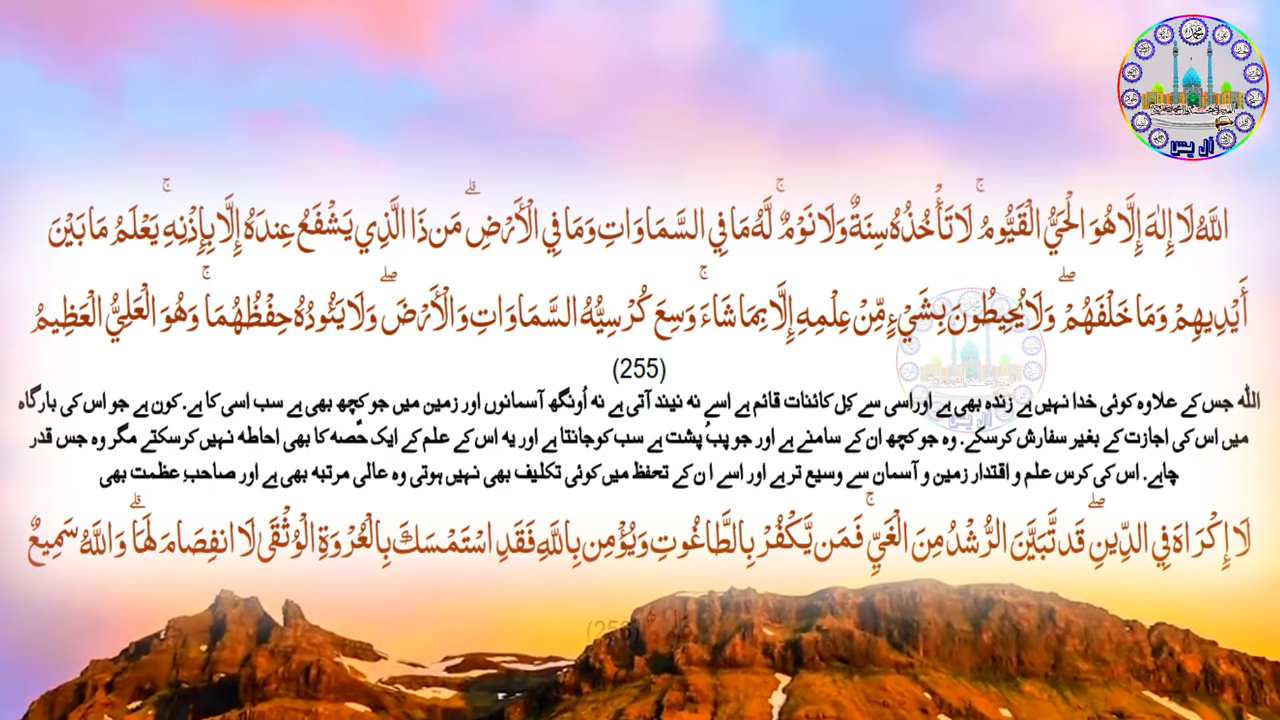 آل یٰس
اللَّهُ لَا إِلَٰهَ إِلَّا هُوَ الْحَيُّ الْقَيُّومُ ۚ لَا تَأْخُذُهُ سِنَةٌ وَلَا نَوْمٌ ۚ لَّهُ مَا فِي السَّمَاوَاتِ وَمَا فِي الْأَرْضِ ۗ مَن ذَا الَّذِي يَشْفَعُ عِندَهُ إِلَّا بِإِذْنِهِ ۚ يَعْلَمُ مَا بَيْنَ
أَيْدِيهِمْ وَمَا خَلْفَهُمْ ۖ وَلَا يُحِيطُونَ بِشَيْءٍ مِّنْ عِلْمِهِ إِلَّا بِمَا شَاءَ ۚ وَسِعَ كُرْسِيُّهُ السَّمَاوَاتِ وَالْأَرْضَ ۖ وَلَا يَئُودُهُ حِفْظُهُمَا ۚ وَهُوَ الْعَلِيُّ الْعَظِيمُ
(255)
اللہ جس کے علاوہ کوئی خدا نہیں ہے زندہ بھی ہے اوراسی سے کِل کائنات قائم ہے اسے نہ نیند آتی ہے نہ اُونگھ آسمانوں اور زمین میں جو کچھ بھی ہے سب اسی کا ہے. کون ہے جو اس کی بارگاہ
میں اس کی اجازت کے بغیر سفارش کرسکے. وہ جو کچھ ان کے سامنے ہے اور جو پبُ پشت ہے سب کوجانتا ہے اور یہ اس کے علم کے ایک حّصہ کا بھی احاطہ نہیں کرسکتے مگر وہ جس قدر
چاہے. اس کی کرس علم و اقتدار زمین و آسمان سے وسیع تر ہے اور اسے ا ن کے تحفظ میں کوئی تکلیف بھی نہیں ہوتی وہ عالی مرتبہ بھی ہے اور صاحبِ عظمت بھی
لَا إِكْرَاهَ فِي الدِّينِ ۖ قَد تَّبَيَّنَ الرُّشْدُ مِنَ الْغَيِّ ۚ فَمَن يَكْفُرْ بِالطَّاغُوتِ وَيُؤْمِن بِاللَّهِ فَقَدِ اسْتَمْسَكَ بِالْعُرْوَةِ الْوُثْقَىٰ لَا انفِصَامَ لَهَا ۗ وَاللَّهُ سَمِيعٌ
(256)